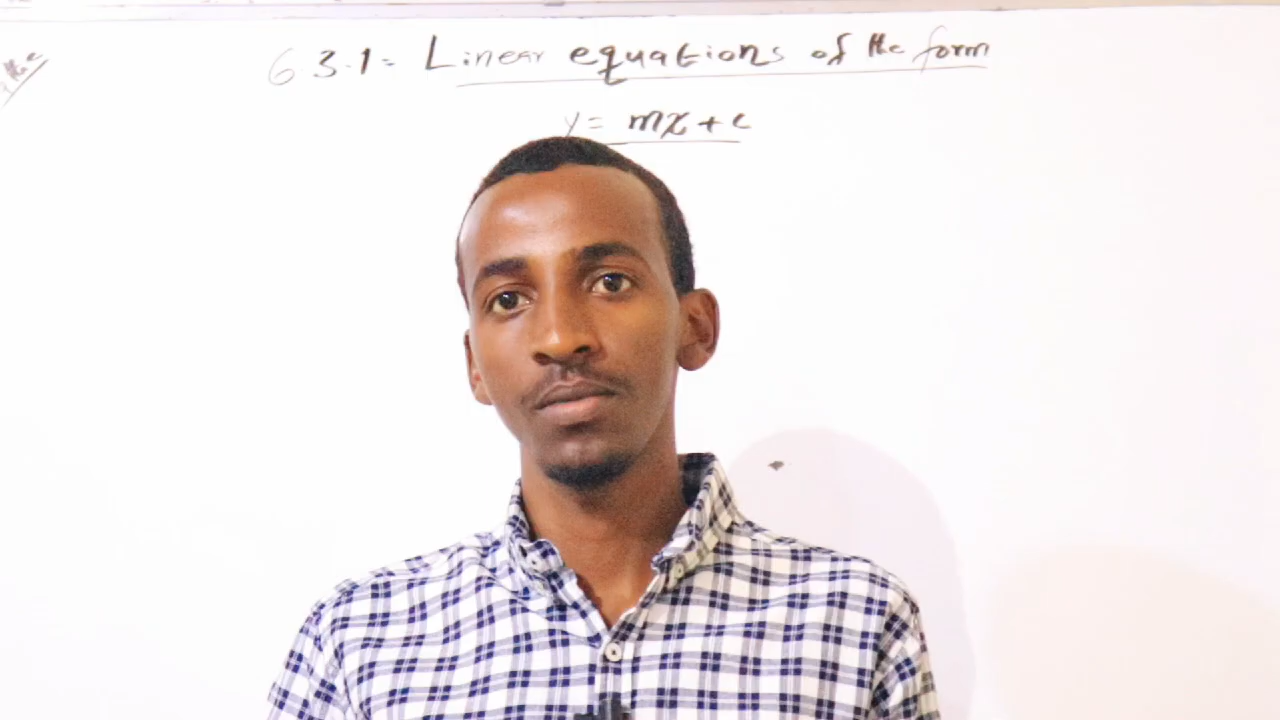 6.3.1= Linear equations of the form
y = mx + c